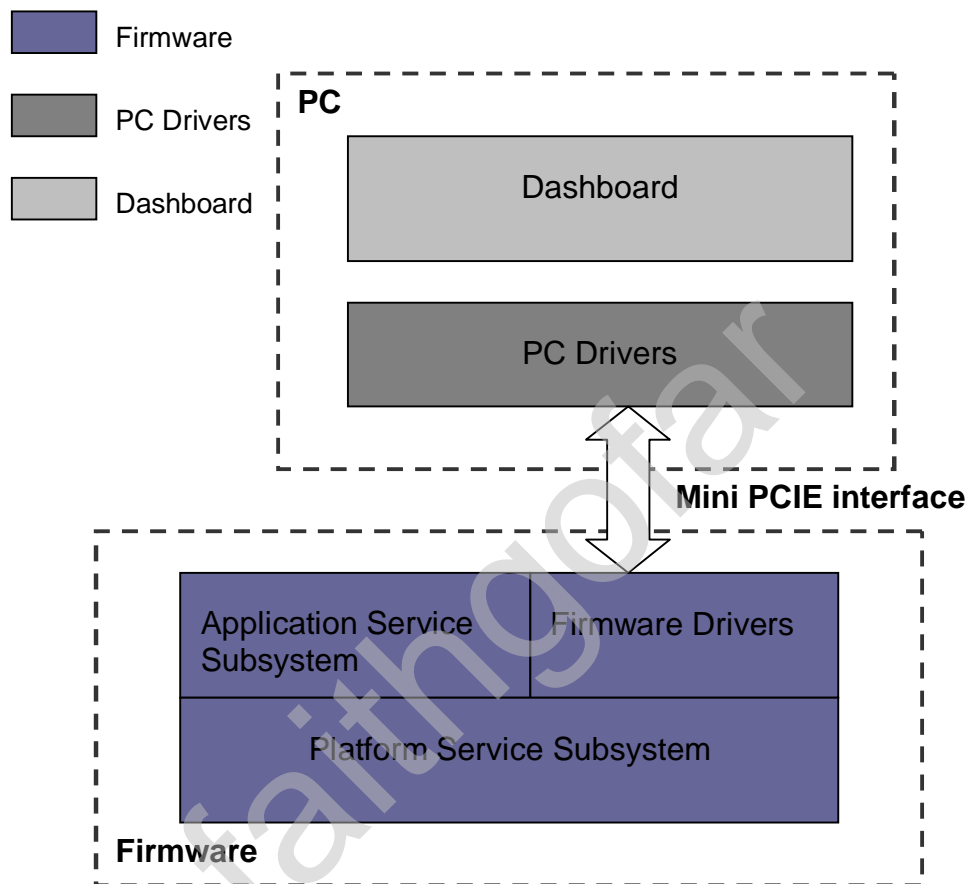 Firmware
PC Drivers
Dashboard
PC
Dashboard
PC Drivers
Mini PCIE interface
Application Service
Subsystem
Firmware Drivers
Platform Service Subsystem
Firmware
faithgofar